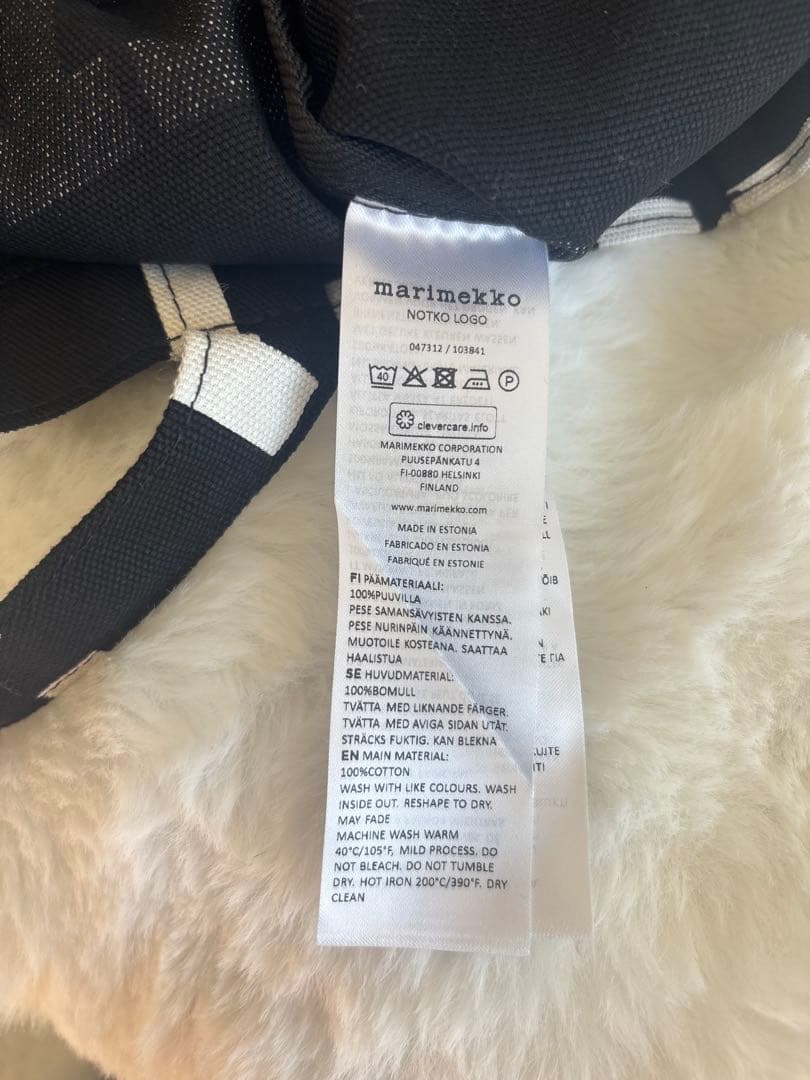 marimekko
NOTKO LOGO
047312 / 103841
40
P
clevercare.info
MARIMEKKO CORPORATION
PUUSEPÄNKATU 4
FI-00880 HELSINKI
FINLAND
www.marimekko.com
MADE IN ESTONIA
FABRICADO EN ESTONIA
FABRIQUÉ EN ESTONIE
FI PÄÄMATERIAALI:
100%PUUVILLA
PESE SAMANSÄVYISTEN KANSSA.
PESE NURINPÄIN KÄÄNNETTYNÄ.
MUOTOILE KOSTEANA. SAATTAA
HAALISTUA
SE HUVUDMATERIAL:
100%BOMULL
TVÄTTA MED LIKNANDE FÄRGER.
TVÄTTA MED AVIGA SIDAN UTÅT.
STRÄCKS FUKTIG. KAN BLEKNA
EN MAIN MATERIAL:
100%COTTON
WASH WITH LIKE COLOURS. WASH
INSIDE OUT. RESHAPE TO DRY.
MAY FADE
MACHINE WASH WARM
40°C/105°F, MILD PROCESS. DO
NOT BLEACH. DO NOT TUMBLE
DRY. HOT IRON 200°C/390°F. DRY
CLEAN